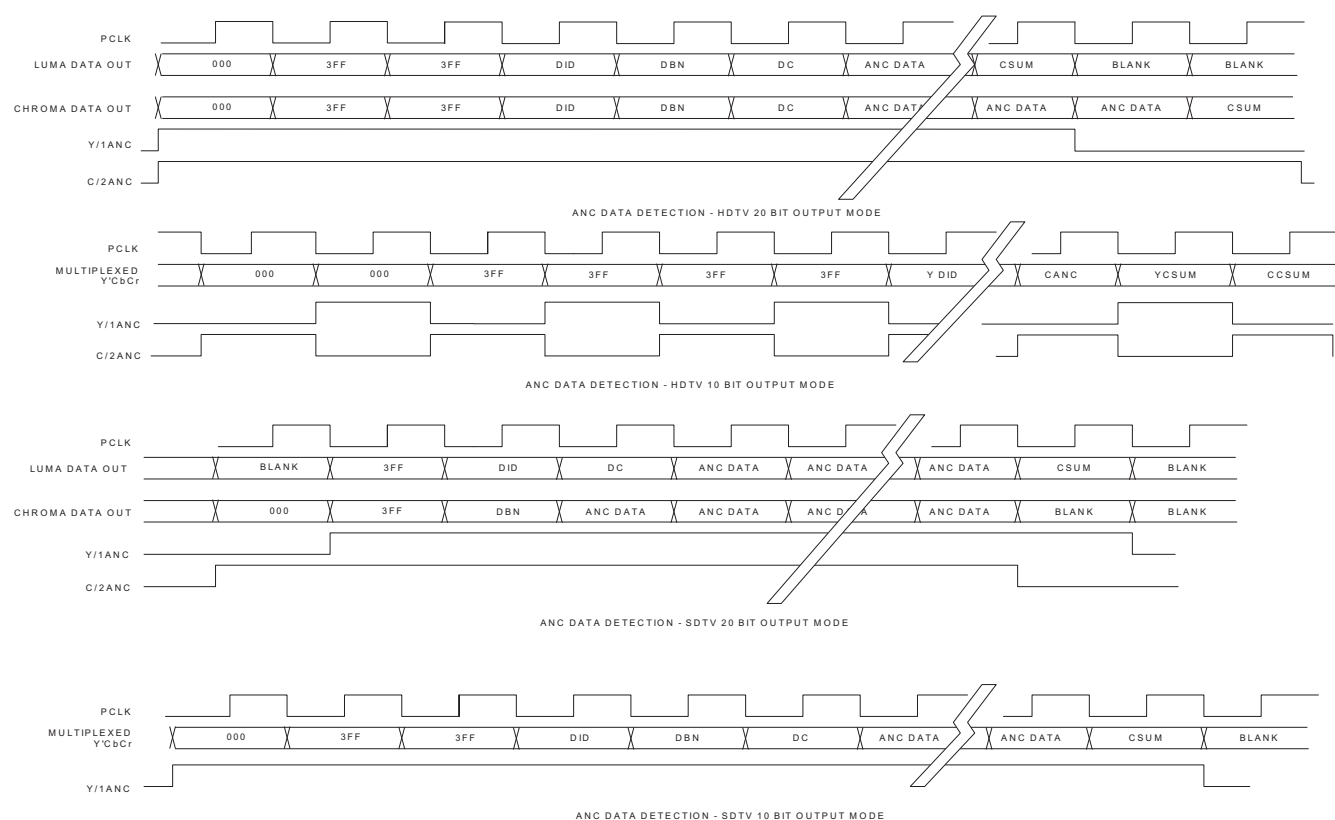 PCLK
LUMA DATA OUT 000 3FF 3FF DID DBN DC ANC DATA CSUM BLANK BLANK
CHROMA DATA OUT 000 3FF 3FF DID DBN DC ANC DATA ANC DATA ANC DATA CSUM
Y/1ANC
C/2ANC
ANC DATA DETECTION - HDTV 20 BIT OUTPUT MODE
PCLK
MULTIPLEXED
Y'CbCr 000 000 3FF 3FF 3FF 3FF Y DID CANC YCSUM CCSUM
Y/1ANC
C/2ANC
ANC DATA DETECTION - HDTV 10 BIT OUTPUT MODE
PCLK
LUMA DATA OUT BLANK 3FF DID DC ANC DATA ANC DATA ANC DATA CSUM BLANK
CHROMA DATA OUT 000 3FF DBN ANC DATA ANC DATA ANC DATA ANC DATA BLANK BLANK
Y/1ANC
C/2ANC
ANC DATA DETECTION - SDTV 20 BIT OUTPUT MODE
PCLK
MULTIPLEXED
Y'CbCr 000 3FF 3FF DID DBN DC ANC DATA ANC DATA CSUM BLANK
Y/1ANC
ANC DATA DETECTION - SDTV 10 BIT OUTPUT MODE